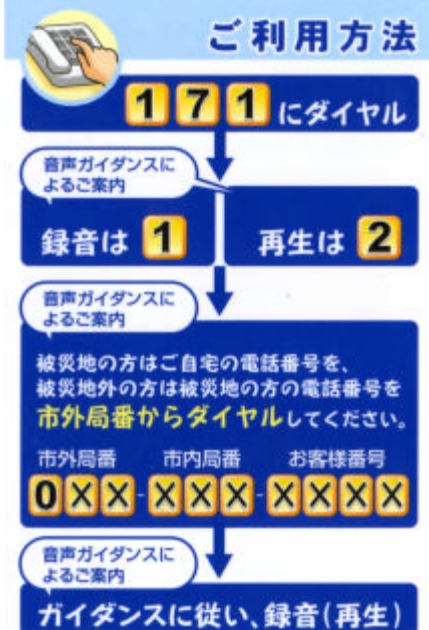 ご利用方法
171にダイヤル
音声ガイダンスに
よるご案内
録音は1
再生は2
音声ガイダンスに
よるご案内
被災地の方はご自宅の電話番号を、
被災地外の方は被災地の方の電話番号を
市外局番からダイヤルしてください。
市外局番 市内局番 お客様番号
0XX-XXX-XXXX
音声ガイダンスに
よるご案内
ガイダンスに従い、録音(再生)